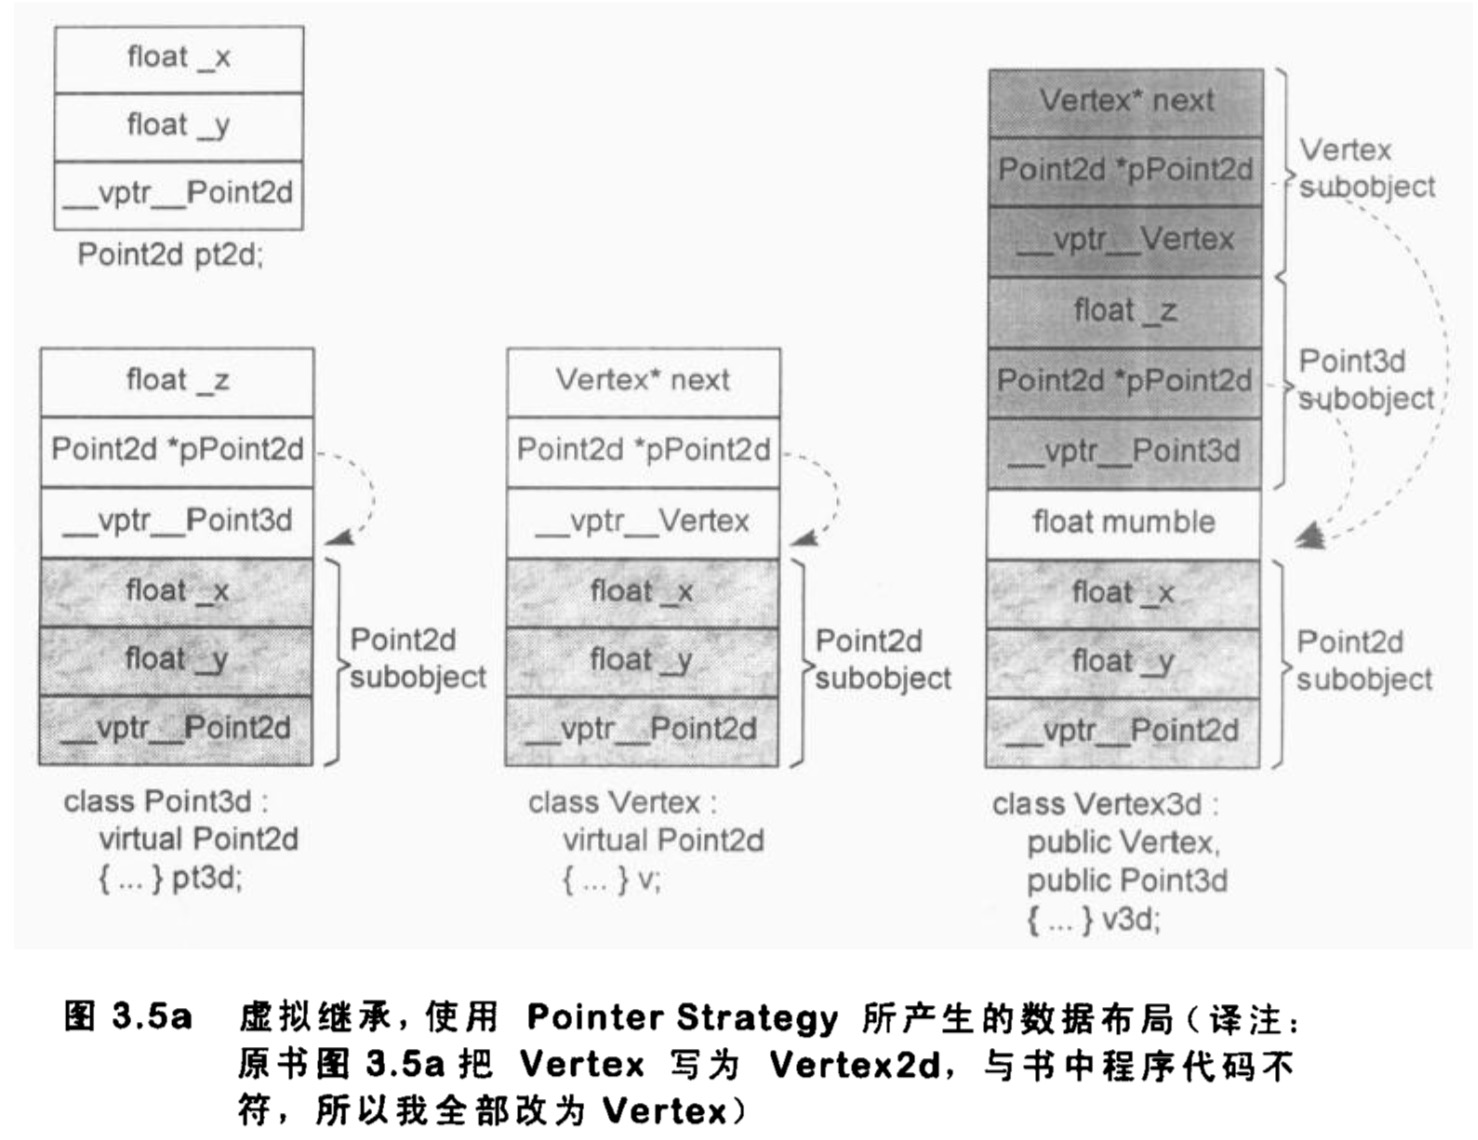 float _x
float _y
__vptr__Point2d
Point2d pt2d;
float _z
Point2d *pPoint2d
__vptr__Point3d
float _x
float _y
__vptr__Point2d
Point2d
subobject
class Point3d :
virtual Point2d
{ ... } pt3d;
Vertex* next
Point2d *pPoint2d
__vptr__Vertex
float _x
float _y
__vptr__Point2d
Point2d
subobject
class Vertex :
virtual Point2d
{ ... } v;
Vertex* next
Point2d *pPoint2d
__vptr__Vertex
Vertex
subobject
float _z
Point2d *pPoint2d
__vptr__Point3d
Point3d
subobject
float mumble
float _x
float _y
__vptr__Point2d
Point2d
subobject
class Vertex3d :
public Vertex,
public Point3d
{ ... } v3d;
图 3.5a 虚拟继承，使用 Pointer Strategy 所产生的数据布局（译注：
原书图 3.5a 把 Vertex 写为 Vertex2d，与书中程序代码不
符，所以我全部改为 Vertex）